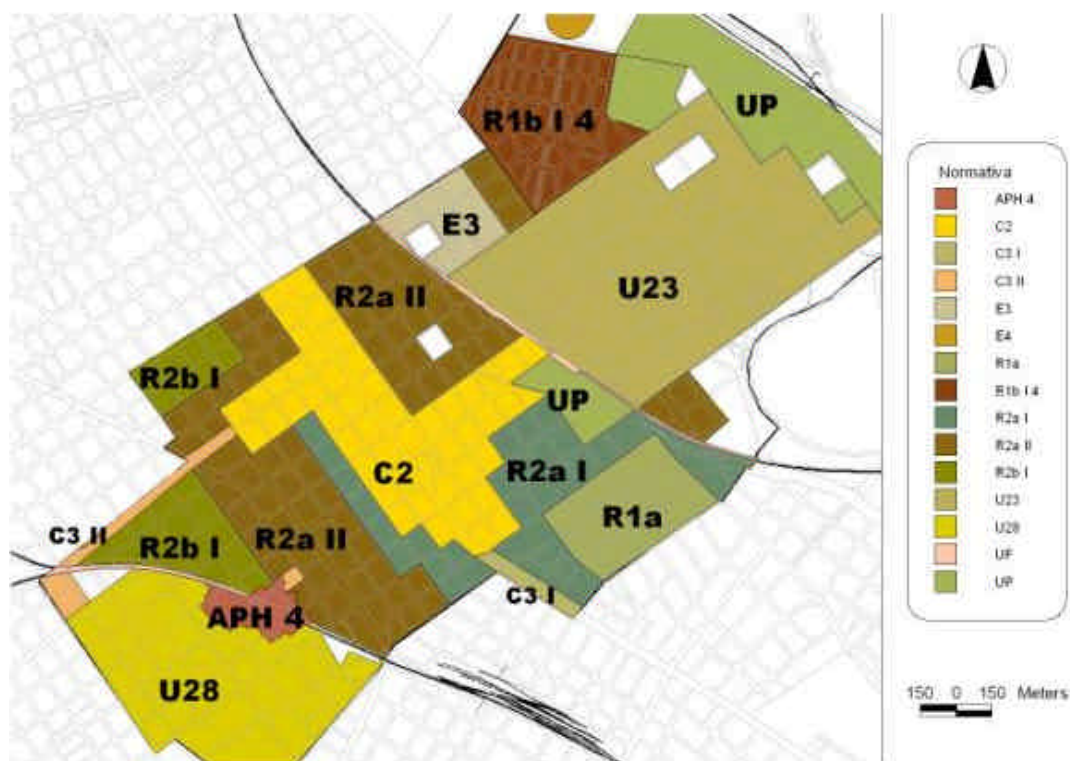 R1b I 4
UP
E3
U23
R2a II
R2b I
UP
C2
R2a I
R1a
C3 II
R2b I
R2a II
C3 I
APH 4
U28
Normativa
APH 4
C2
C3 I
C3 II
E3
E4
R1a
R1b I 4
R2a I
R2a II
R2b I
U23
U28
UF
UP
150 0 150 Meters